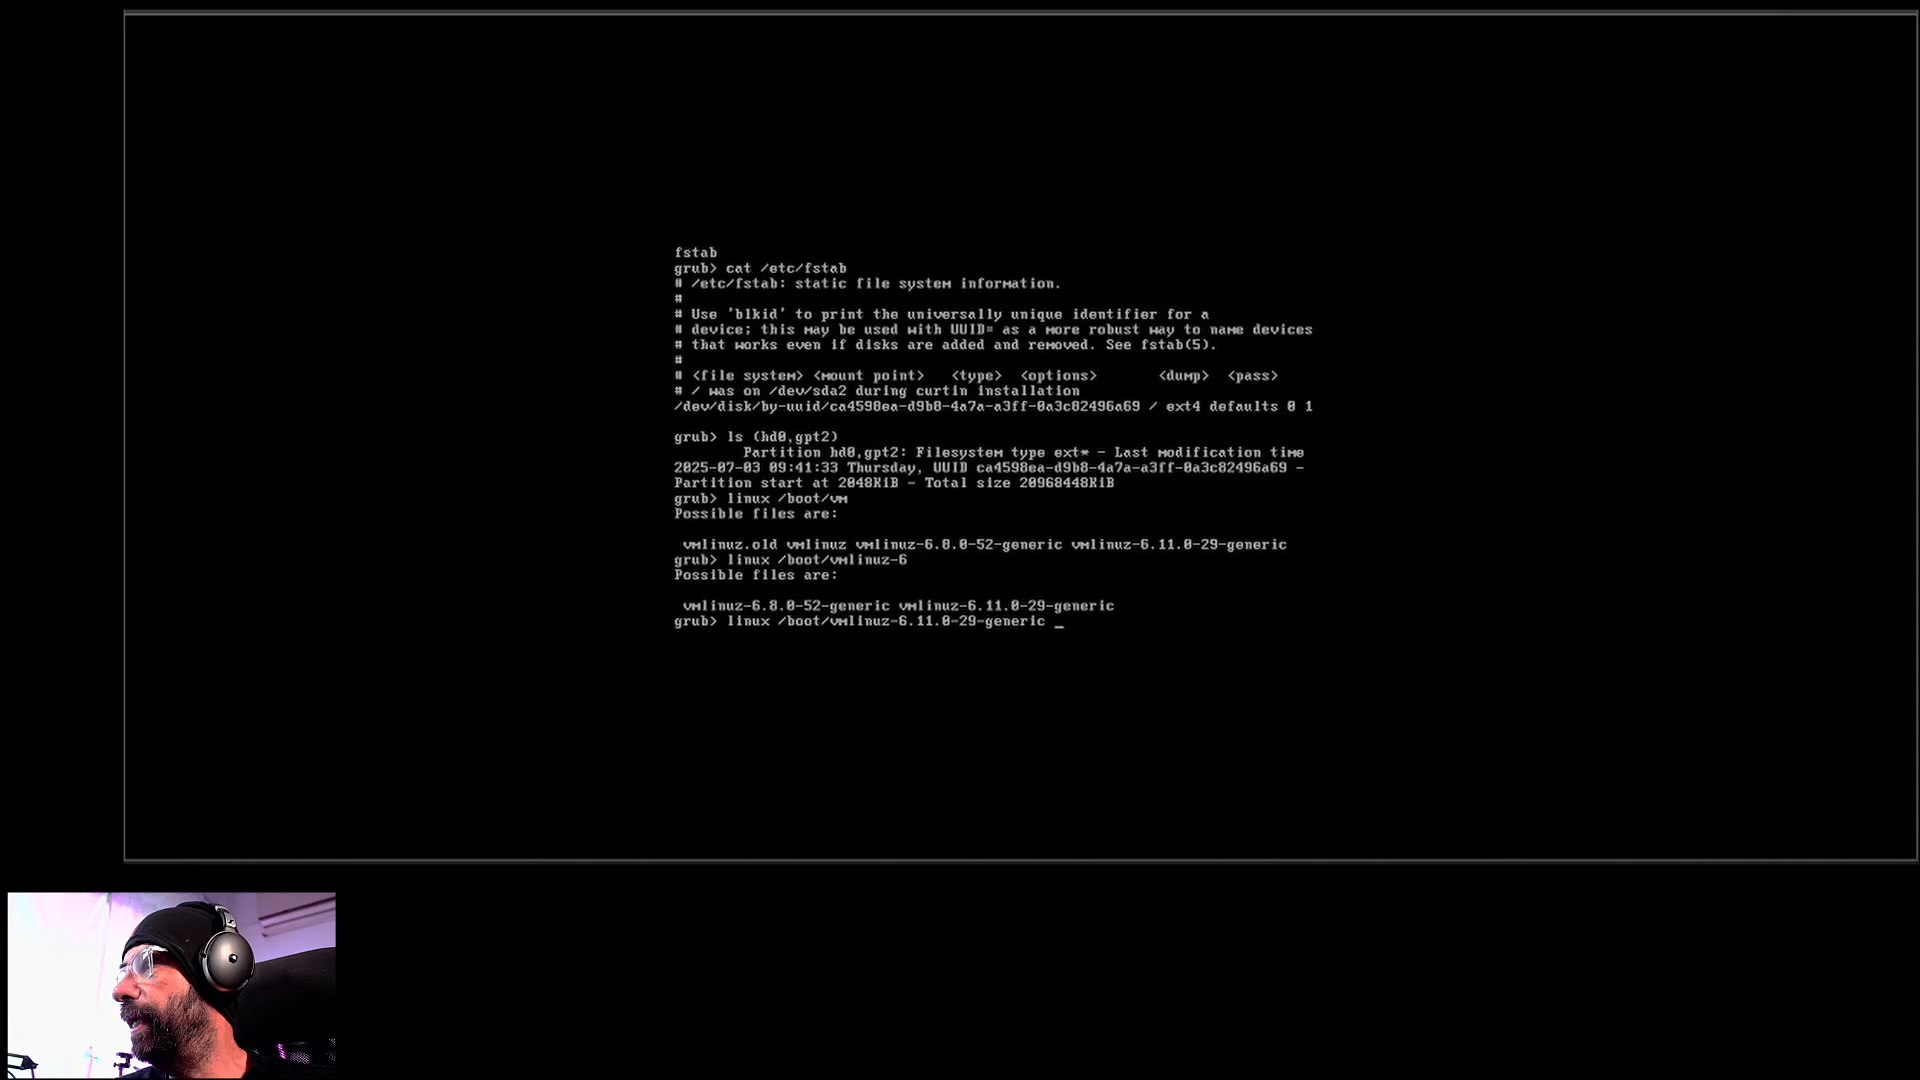 fstab
grub> cat /etc/fstab
# /etc/fstab: static file system information.
#
# Use 'blkid' to print the universally unique identifier for a
# device; this may be used with UUID= as a more robust way to name devices
# that works even if disks are added and removed. See fstab(5).
#
# <file system> <mount point>   <type>  <options>       <dump>  <pass>
# / was on /dev/sda2 during curtin installation
/dev/disk/by-uuid/ca4598ea-d9b8-4a7a-a3ff-0a3c82496a69 / ext4 defaults 0 1
grub> ls (hd0,gpt2)
        Partition hd0,gpt2: Filesystem type ext* - Last modification time
2025-07-03 09:41:33 Thursday, UUID ca4598ea-d9b8-4a7a-a3ff-0a3c82496a69 -
Partition start at 2048KiB - Total size 20968448KiB
grub> linux /boot/vm
Possible files are:
 vmlinuz.old vmlinuz vmlinuz-6.8.0-52-generic vmlinuz-6.11.0-29-generic
grub> linux /boot/vmlinuz-6
Possible files are:
 vmlinuz-6.8.0-52-generic vmlinuz-6.11.0-29-generic
grub> linux /boot/vmlinuz-6.11.0-29-generic _